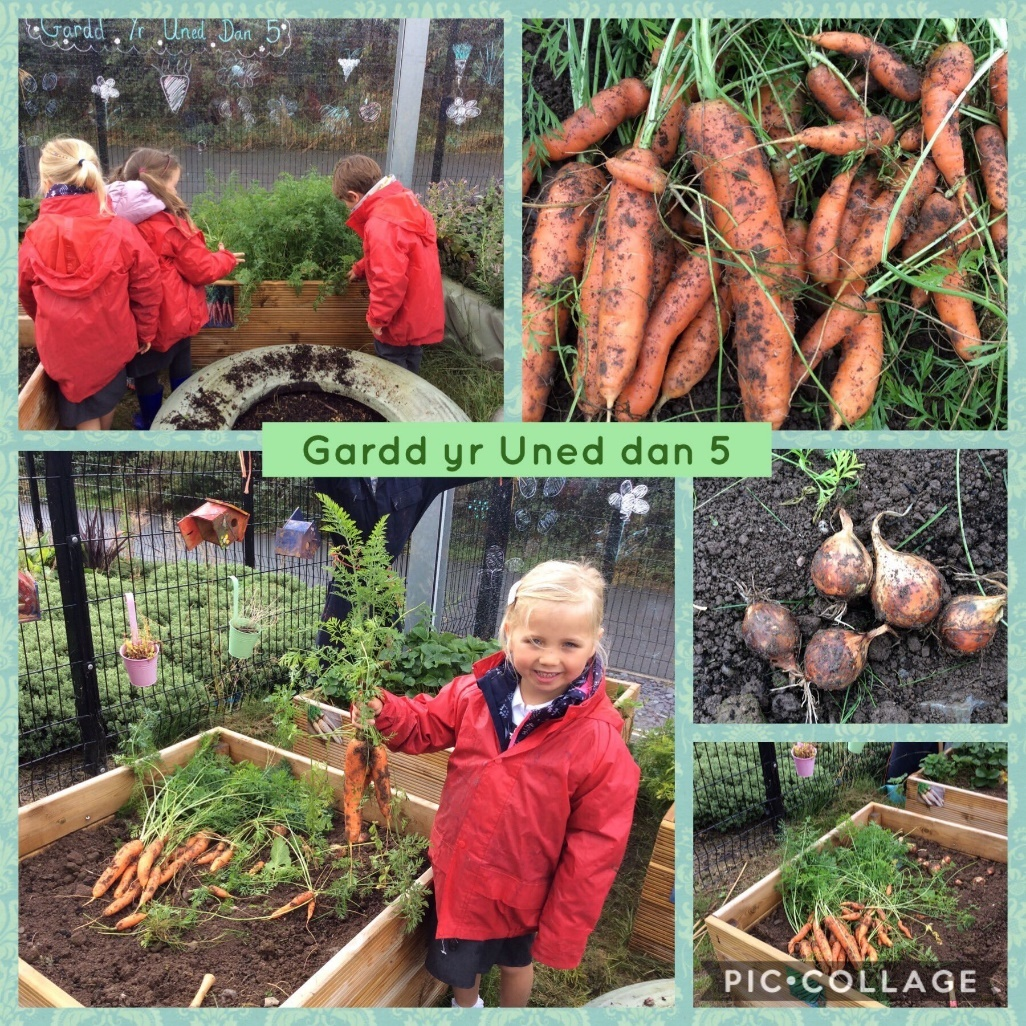 Gardd Yr Uned Dan 5
Gardd yr Uned dan 5
PIC•COLLAGE